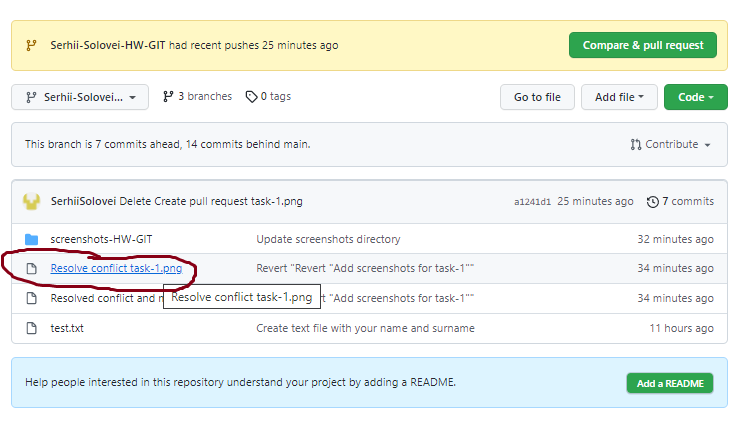 Serhii-Solovei-HW-GIT had recent pushes 25 minutes ago
Compare & pull request
Serhii-Solovei...
3 branches
0 tags
Go to file
Add file
Code
This branch is 7 commits ahead, 14 commits behind main.
Contribute
SerhiiSolovei Delete Create pull request task-1.png
a1241d1 25 minutes ago
7 commits
screenshots-HW-GIT
Update screenshots directory
32 minutes ago
Resolve conflict task-1.png
Revert "Revert "Add screenshots for task-1""
34 minutes ago
Resolved conflict and
"Add screenshots for task-1""
34 minutes ago
Resolve conflict task-1.png
test.txt
Create text file with your name and surname
11 hours ago
Help people interested in this repository understand your project by adding a README.
Add a README